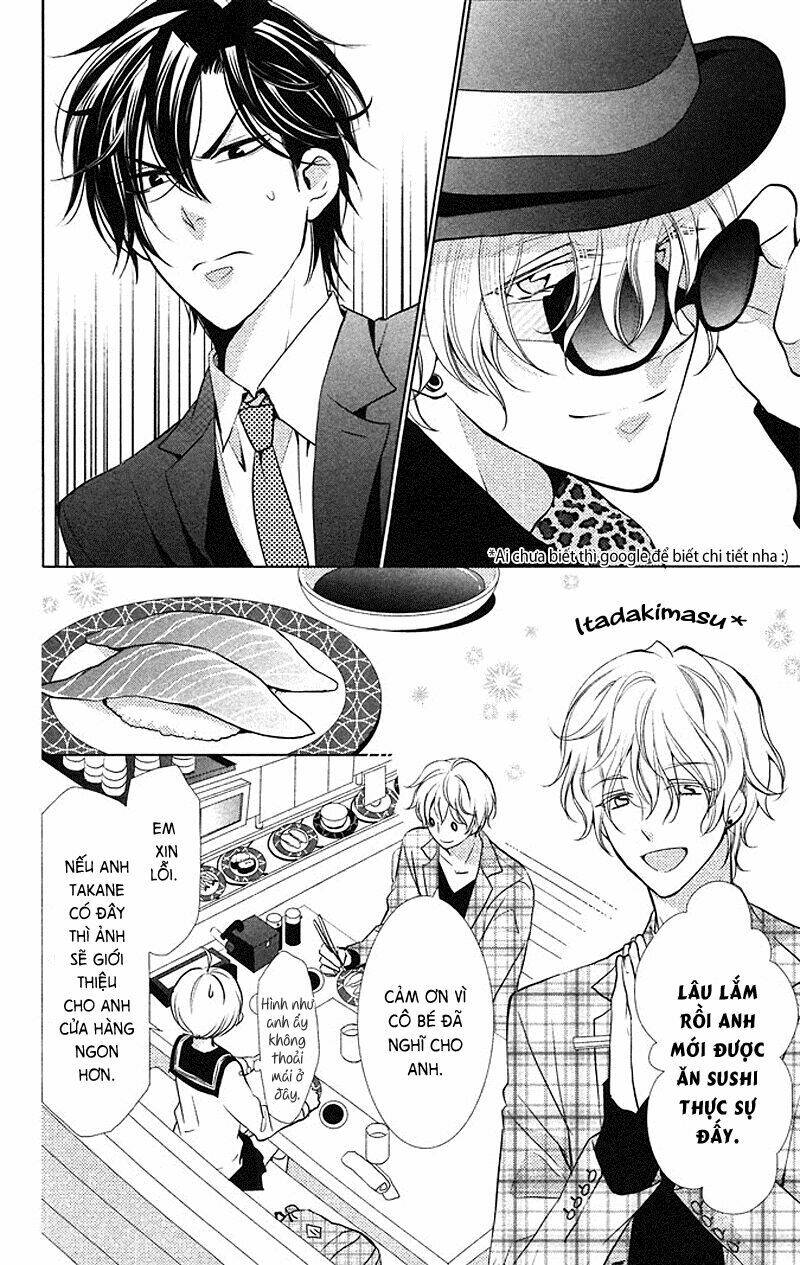 *Ai chưa biết thì google để biết chi tiết nha :)
Itadakimasu*
LÂU LẮM
RỒI ANH
MỚI ĐƯỢC
ĂN SUSHI
THỰC SỰ
ĐẤY.
CẢM ƠN VÌ
CÔ BÉ ĐÃ
NGHĨ CHO
ANH.
Hình như
anh ấy
không
thoải
mái ở
đây.
EM
XIN
LỖI.
NẾU ANH
TAKANE
CÓ ĐÂY
THÌ ẢNH
SẼ GIỚI
THIỆU
CHO ANH
CỬA HÀNG
NGON
HƠN.